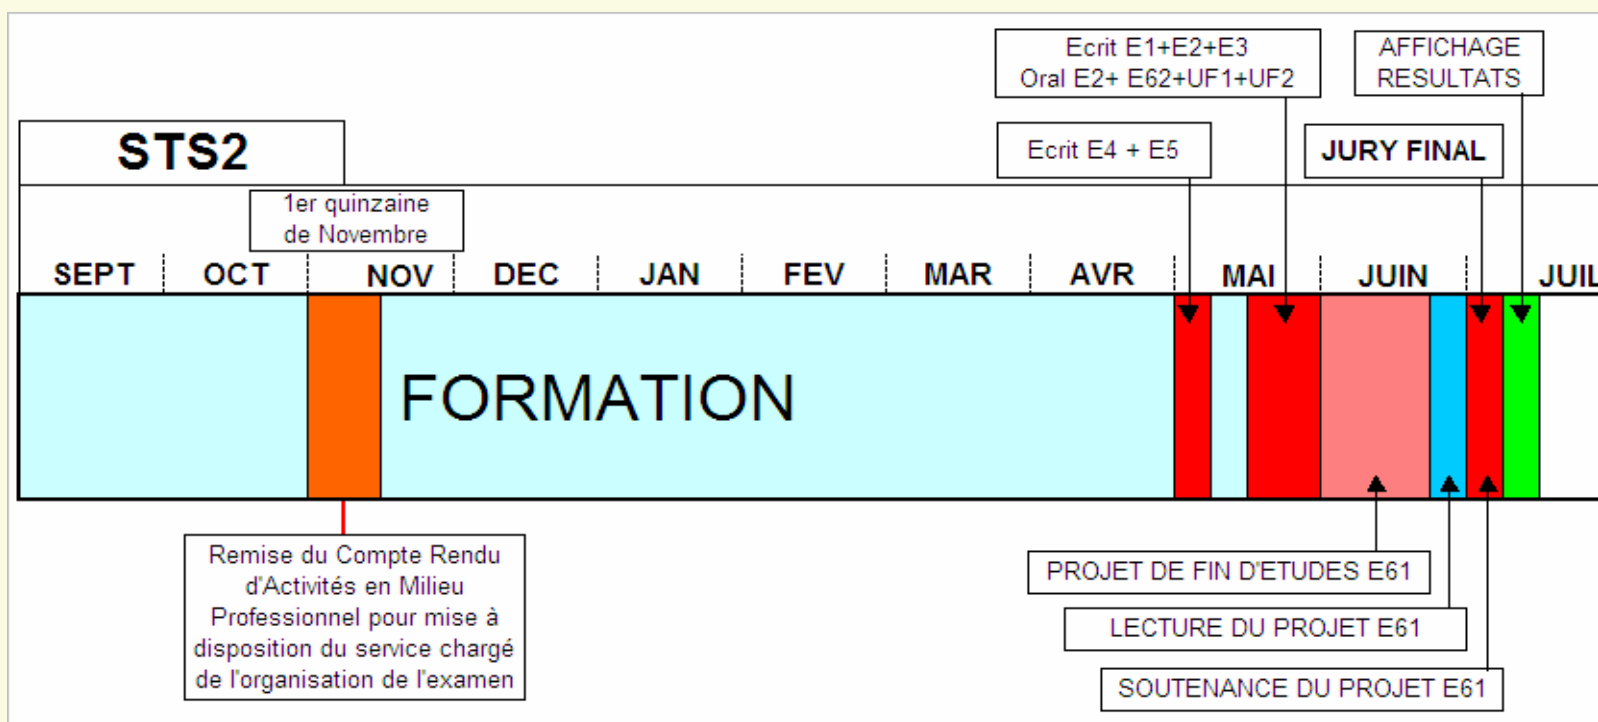 Ecrit E1+E2+E3
Oral E2+ E62+UF1+UF2
AFFICHAGE
RESULTATS
STS2
Ecrit E4 + E5
JURY FINAL
1er quinzaine
de Novembre
SEPT
OCT
NOV
DEC
JAN
FEV
MAR
AVR
MAI
JUIN
JUIL
FORMATION
Remise du Compte Rendu
d'Activités en Milieu
Professionnel pour mise à
disposition du service chargé
de l'organisation de l'examen
PROJET DE FIN D'ETUDES E61
LECTURE DU PROJET E61
SOUTENANCE DU PROJET E61